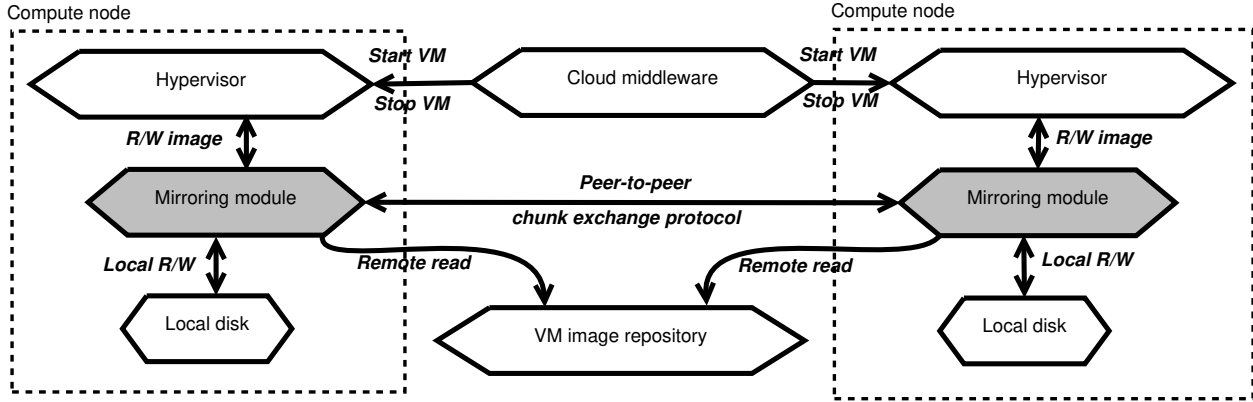 Compute node
Compute node
Start VM
Start VM
Hypervisor
Cloud middleware
Hypervisor
Stop VM
Stop VM
R/W image
R/W image
Mirroring module
Peer-to-peer
Mirroring module
chunk exchange protocol
Local R/W
Remote read
Remote read
Local R/W
Local disk
VM image repository
Local disk